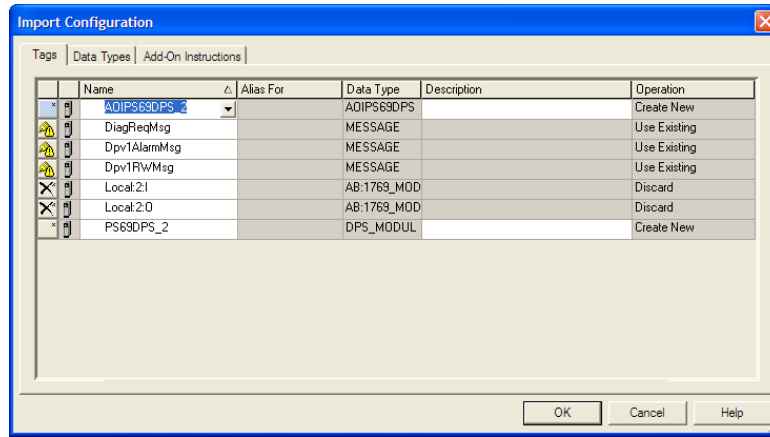 Import Configuration
Tags Data Types Add-On Instructions
Name Alias For Data Type Description Operation
AOIPS69DPS_2 AOIPS69DPS Create New
DiagReqMsg MESSAGE Use Existing
Dpv1AlarmMsg MESSAGE Use Existing
Dpv1RWMsg MESSAGE Use Existing
Local:2:I AB:1769_MOD Discard
Local:2:O AB:1769_MOD Discard
PS69DPS_2 DPS_MODUL Create New
OK Cancel Help